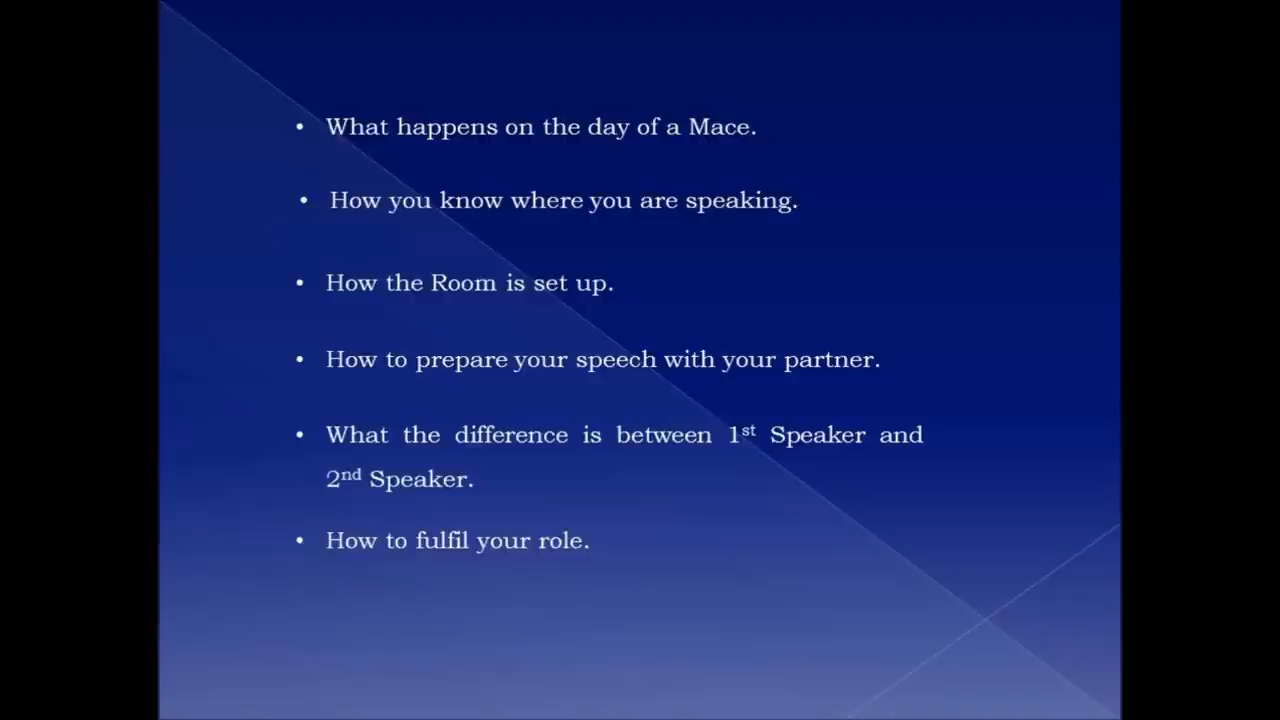 • What happens on the day of a Mace.
• How you know where you are speaking.
• How the Room is set up.
• How to prepare your speech with your partner.
• What the difference is between 1st Speaker and
2nd Speaker.
• How to fulfil your role.